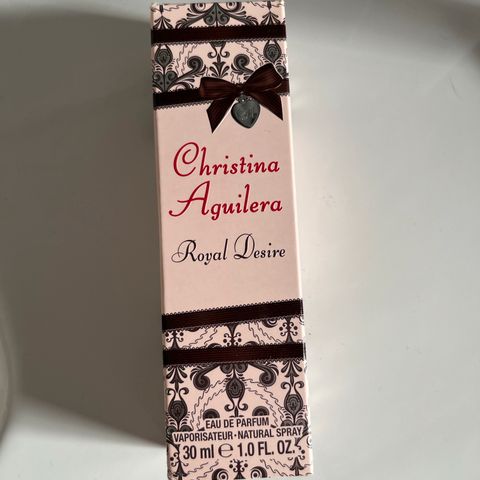 Christina
Aguilera
Royal Desire
EAU DE PARFUM
VAPORISATEUR·NATURAL SPRAY
30 ml ℮ 1.0 FL. OZ.